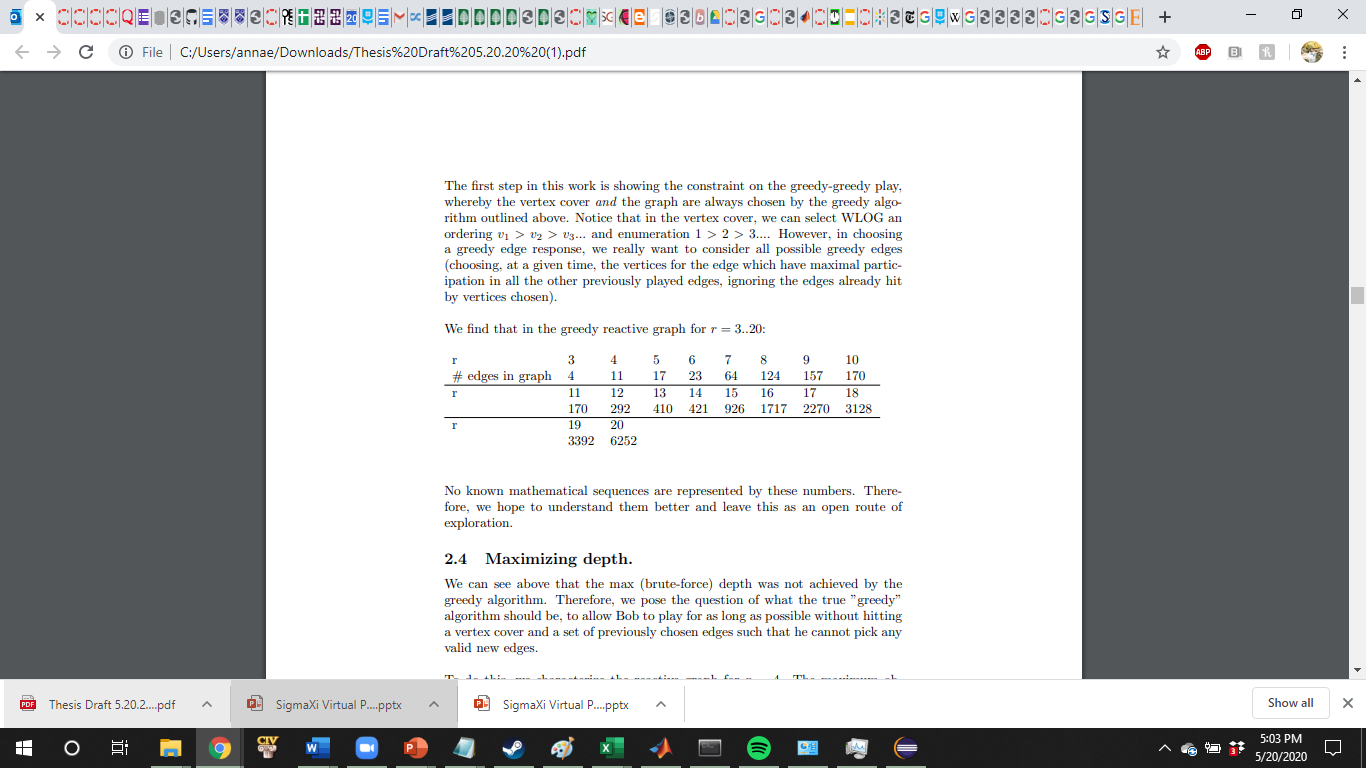 File | C:/Users/annae/Downloads/Thesis%20Draft%205.20.20%20(1).pdf
The first step in this work is showing the constraint on the greedy-greedy play,
whereby the vertex cover and the graph are always chosen by the greedy algo-
rithm outlined above. Notice that in the vertex cover, we can select WLOG an
ordering v₁ > v₂ > v₃... and enumeration 1 > 2 > 3.... However, in choosing
a greedy edge response, we really want to consider all possible greedy edges
(choosing, at a given time, the vertices for the edge which have maximal partic-
ipation in all the other previously played edges, ignoring the edges already hit
by vertices chosen).
We find that in the greedy reactive graph for r = 3..20:
r 3 4 5 6 7 8 9 10
# edges in graph 4 11 17 23 64 124 157 170
r 11 12 13 14 15 16 17 18
170 292 410 421 926 1717 2270 3128
r 19 20
3392 6252
No known mathematical sequences are represented by these numbers. There-
fore, we hope to understand them better and leave this as an open route of
exploration.
2.4 Maximizing depth.
We can see above that the max (brute-force) depth was not achieved by the
greedy algorithm. Therefore, we pose the question of what the true ”greedy”
algorithm should be, to allow Bob to play for as long as possible without hitting
a vertex cover and a set of previously chosen edges such that he cannot pick any
valid new edges.
Thesis Draft 5.20.2....pdf
SigmaXi Virtual P....pptx
SigmaXi Virtual P....pptx
Show all
5:03 PM
5/20/2020